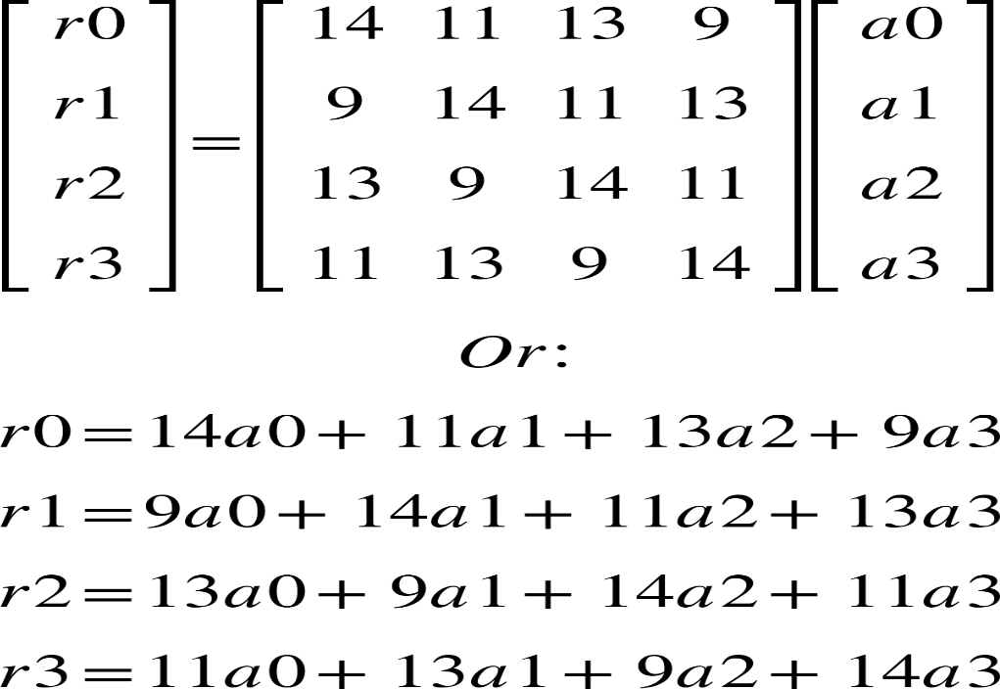 r0 14 11 13 9 a0
r1 9 14 11 13 a1
=
r2 13 9 14 11 a2
r3 11 13 9 14 a3
Or:
r0=14a0+ 11a1+ 13a2+ 9a3
r1=9a0+ 14a1+ 11a2+ 13a3
r2=13a0+ 9a1+ 14a2+ 11a3
r3=11a0+ 13a1+ 9a2+ 14a3